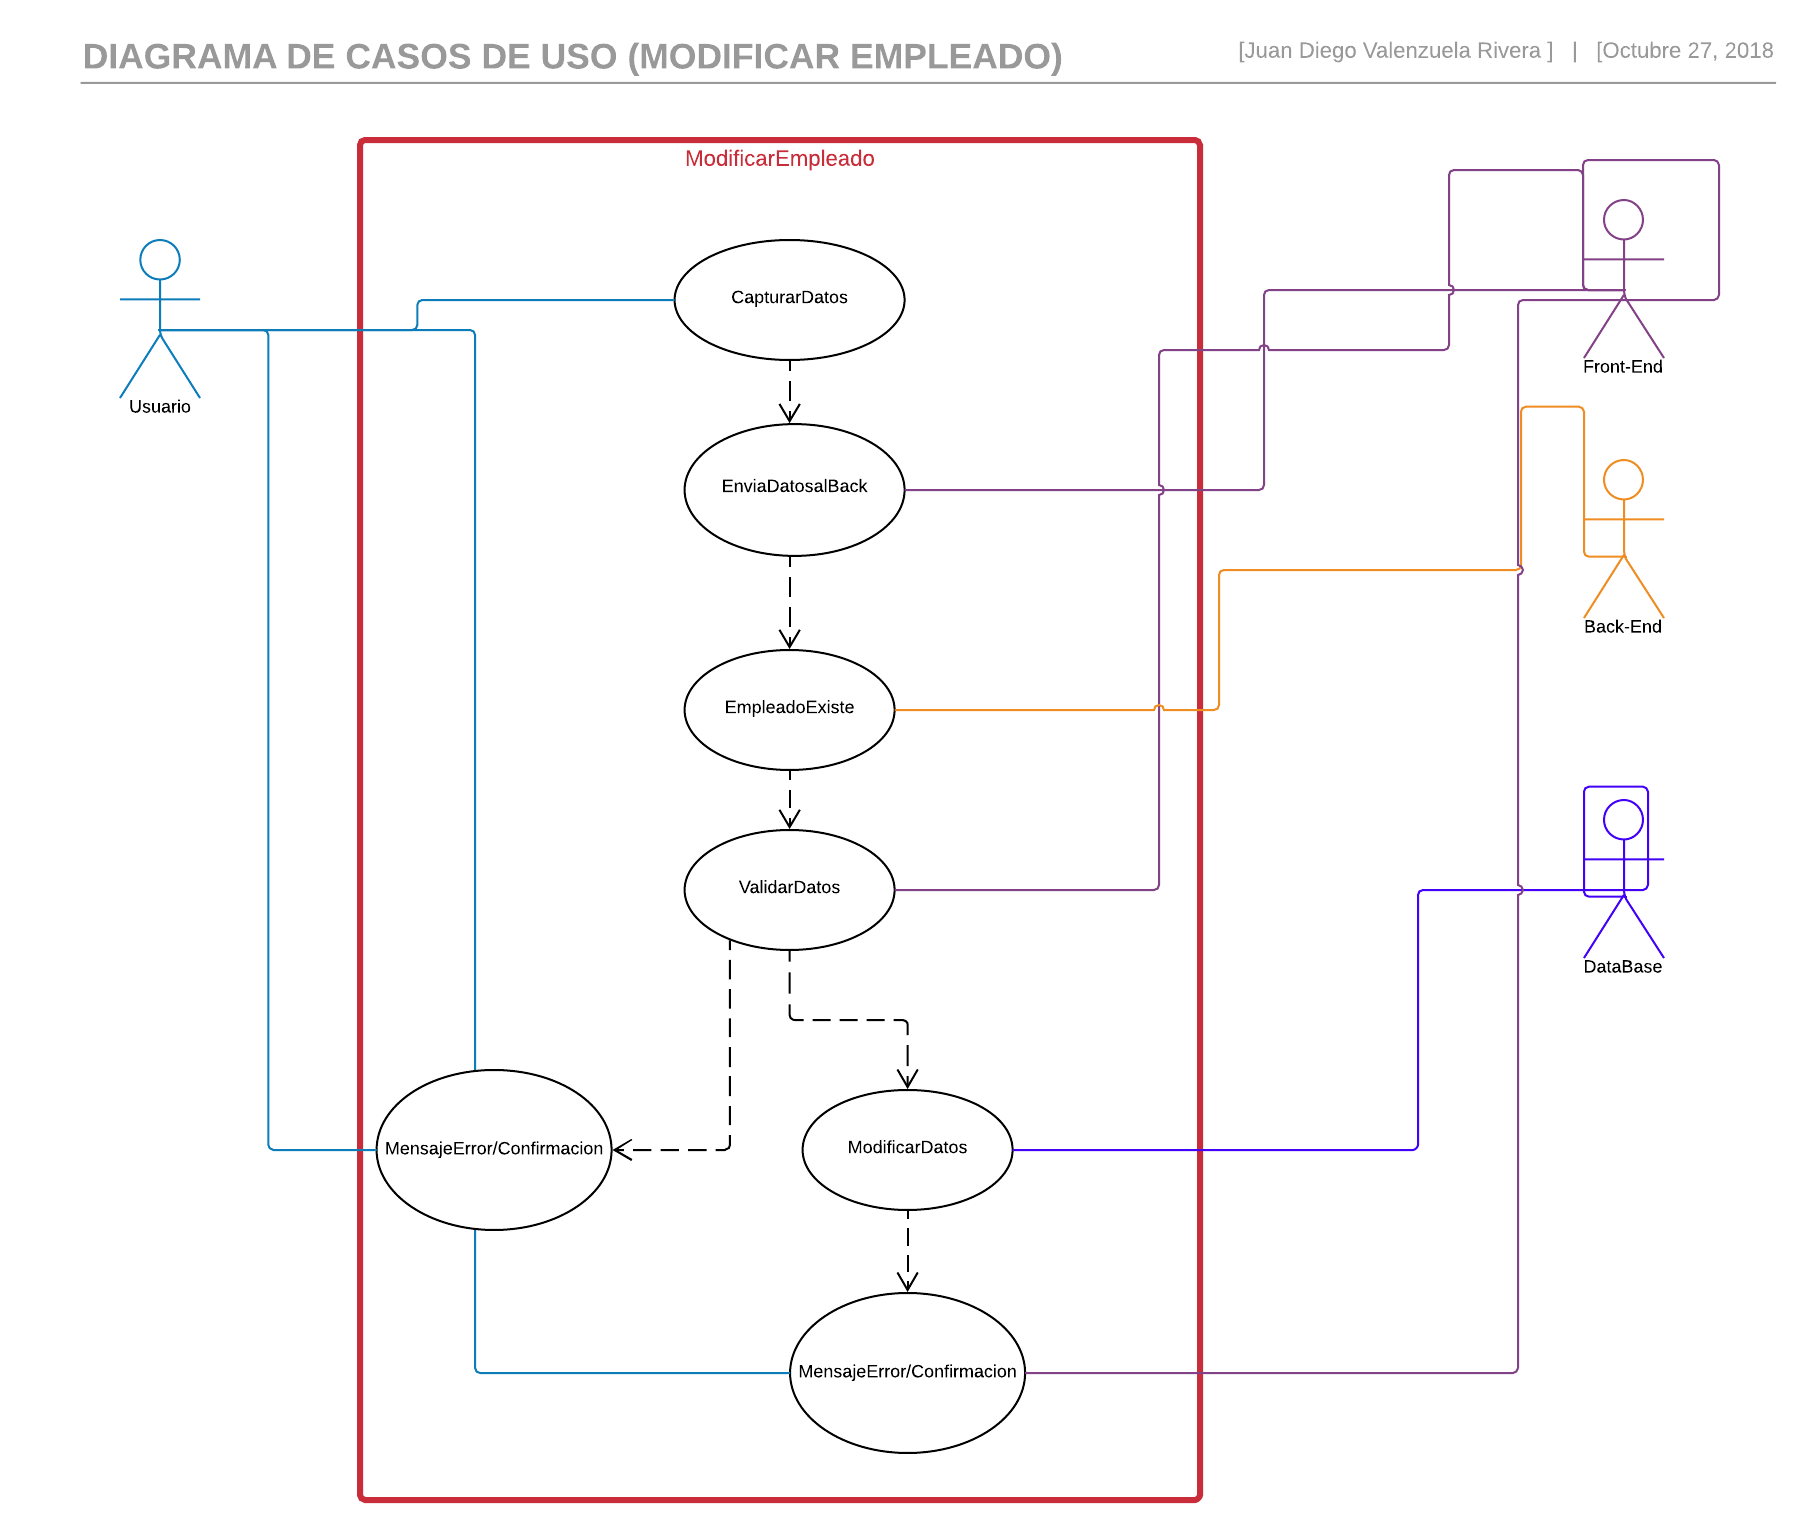 DIAGRAMA DE CASOS DE USO (MODIFICAR EMPLEADO)
[Juan Diego Valenzuela Rivera ] | [Octubre 27, 2018
ModificarEmpleado
CapturarDatos
Front-End
Usuario
EnviaDatosalBack
Back-End
EmpleadoExiste
ValidarDatos
DataBase
MensajeError/Confirmacion
ModificarDatos
MensajeError/Confirmacion